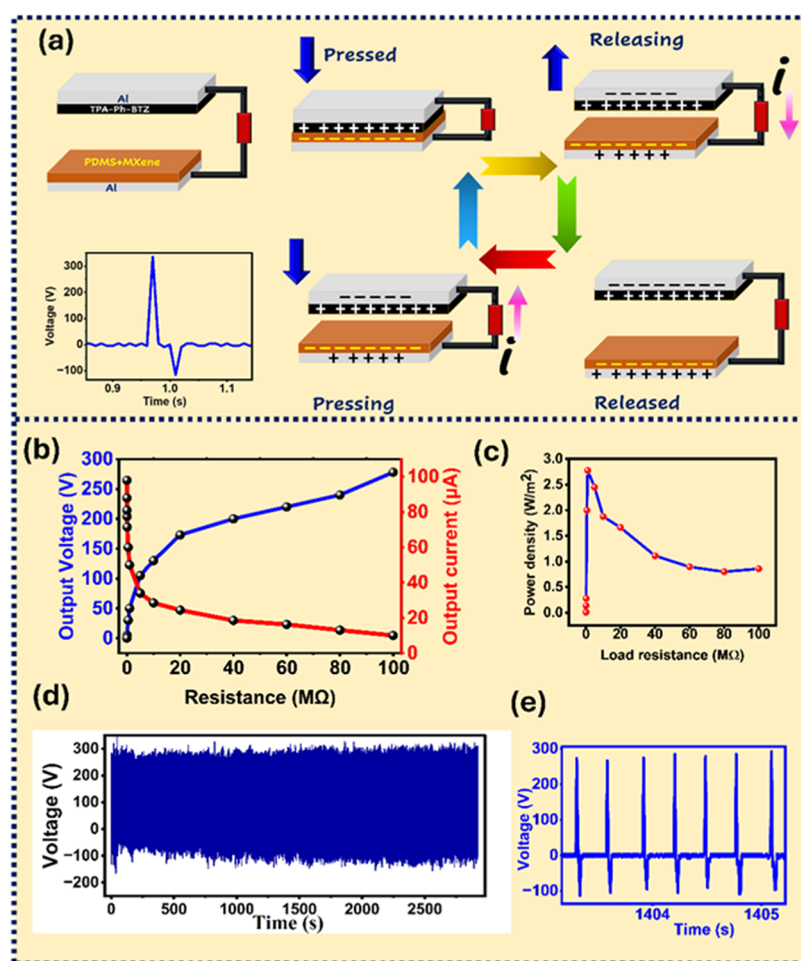 (a)
Pressed
Releasing
Al
TPA-Ph-BTZ
+ + + + + + + +
PDMS+MXene
Al
− − − − −
+ + + + + + + +
i
+ + + + +
300
200
100
0
−100
Voltage (V)
0.9
1.0
1.1
Time (s)
− − − − −
+ + + + + + + +
i
+ + + + +
Pressing
− − − − − − − −
+ + + + + + + +
+ + + + + + + +
Released
(b)
300
250
200
150
100
50
0
Output Voltage (V)
100
80
60
40
20
0
Output current (μA)
0
20
40
60
80
100
Resistance (MΩ)
(c)
3.0
2.5
2.0
1.5
1.0
0.5
0.0
Power density (W/m²)
0
20
40
60
80
100
Load resistance (MΩ)
(d)
300
200
100
0
−100
−200
Voltage (V)
0
500
1000
1500
2000
2500
Time (s)
(e)
300
200
100
0
−100
Voltage (V)
1404
1405
Time (s)